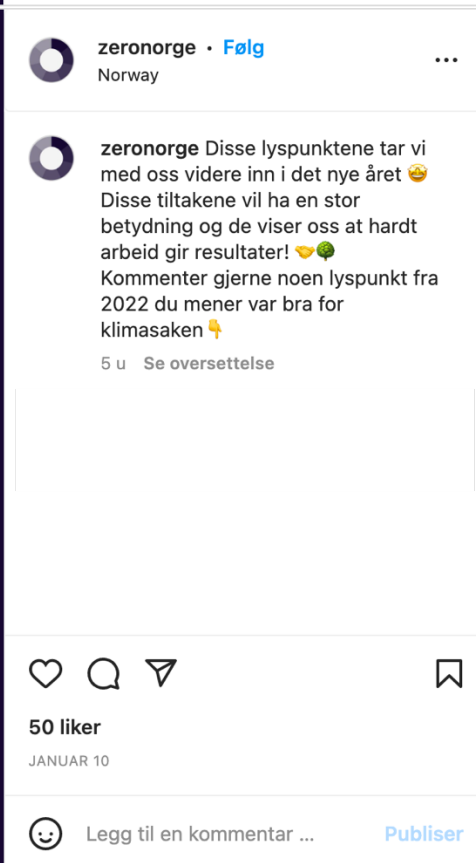 zeronorge • Følg
Norway
zeronorge Disse lyspunktene tar vi
med oss videre inn i det nye året 🤩
Disse tiltakene vil ha en stor
betydning og de viser oss at hardt
arbeid gir resultater! 🤝🌳
Kommenter gjerne noen lyspunkt fra
2022 du mener var bra for
klimasaken👇
5 u Se oversettelse
50 liker
JANUAR 10
Legg til en kommentar ...
Publiser